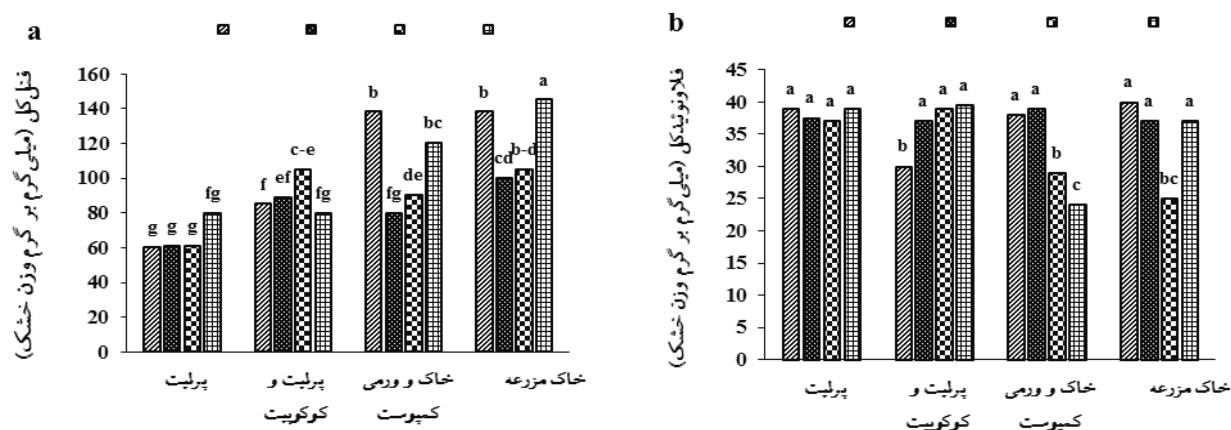 a
فنل کل (میلی گرم بر گرم وزن خشک)
160
140
120
100
80
60
40
20
0
g g g fg
f ef c-e fg
b fg de bc
b cd b-d a
پرلیت
پرلیت و
کوکوپیت
خاک و ورمی
کمپوست
خاک مزرعه
b
فلاونوئیدکل (میلی گرم بر گرم وزن خشک)
45
40
35
30
25
20
15
10
5
0
a a a a
b a a a
a a b c
a a bc a
پرلیت
پرلیت و
کوکوپیت
خاک و ورمی
کمپوست
خاک مزرعه